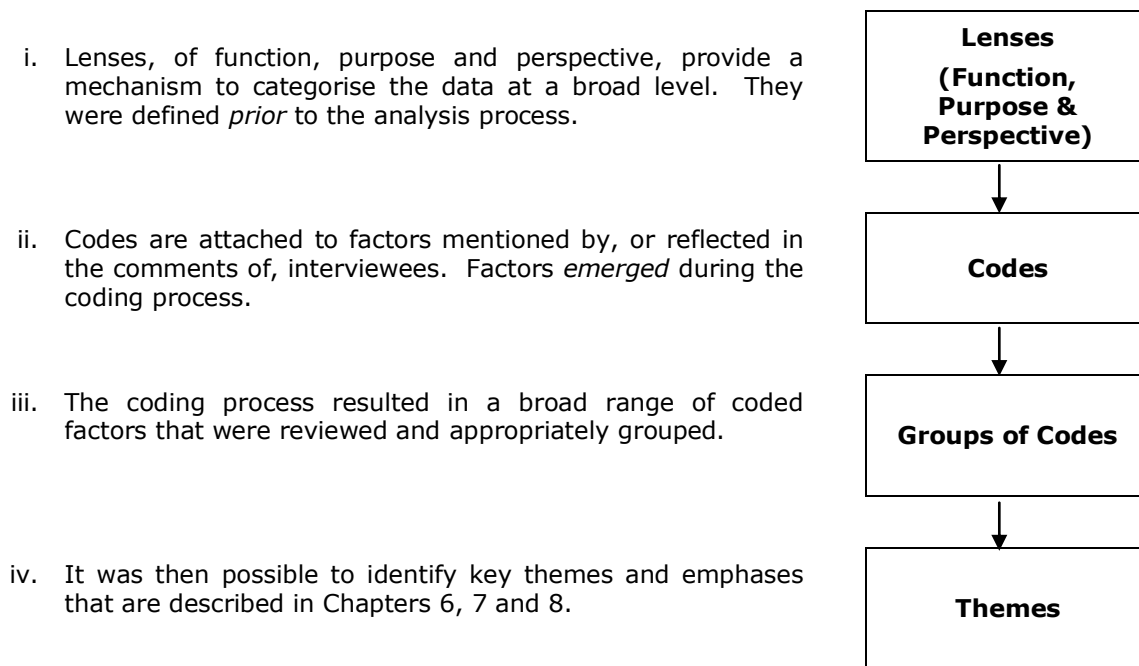 i. Lenses, of function, purpose and perspective, provide a
mechanism to categorise the data at a broad level. They
were defined prior to the analysis process.
Lenses
(Function,
Purpose &
Perspective)
ii. Codes are attached to factors mentioned by, or reflected in
the comments of, interviewees. Factors emerged during the
coding process.
Codes
iii. The coding process resulted in a broad range of coded
factors that were reviewed and appropriately grouped.
Groups of Codes
iv. It was then possible to identify key themes and emphases
that are described in Chapters 6, 7 and 8.
Themes